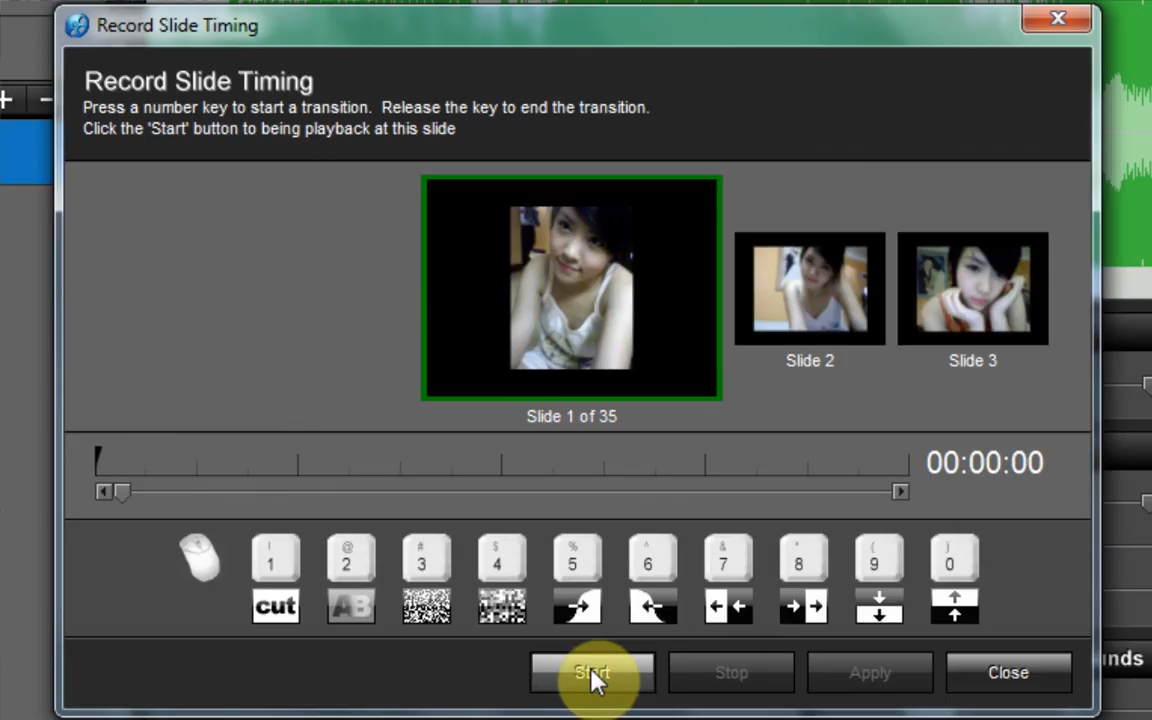 Record Slide Timing
Record Slide Timing
Press a number key to start a transition. Release the key to end the transition.
Click the 'Start' button to being playback at this slide
Slide 1 of 35
Slide 2
Slide 3
00:00:00
! @ # $ % ^ & * ( )
1 2 3 4 5 6 7 8 9 0
cut AB
Start Stop Apply Close
unds